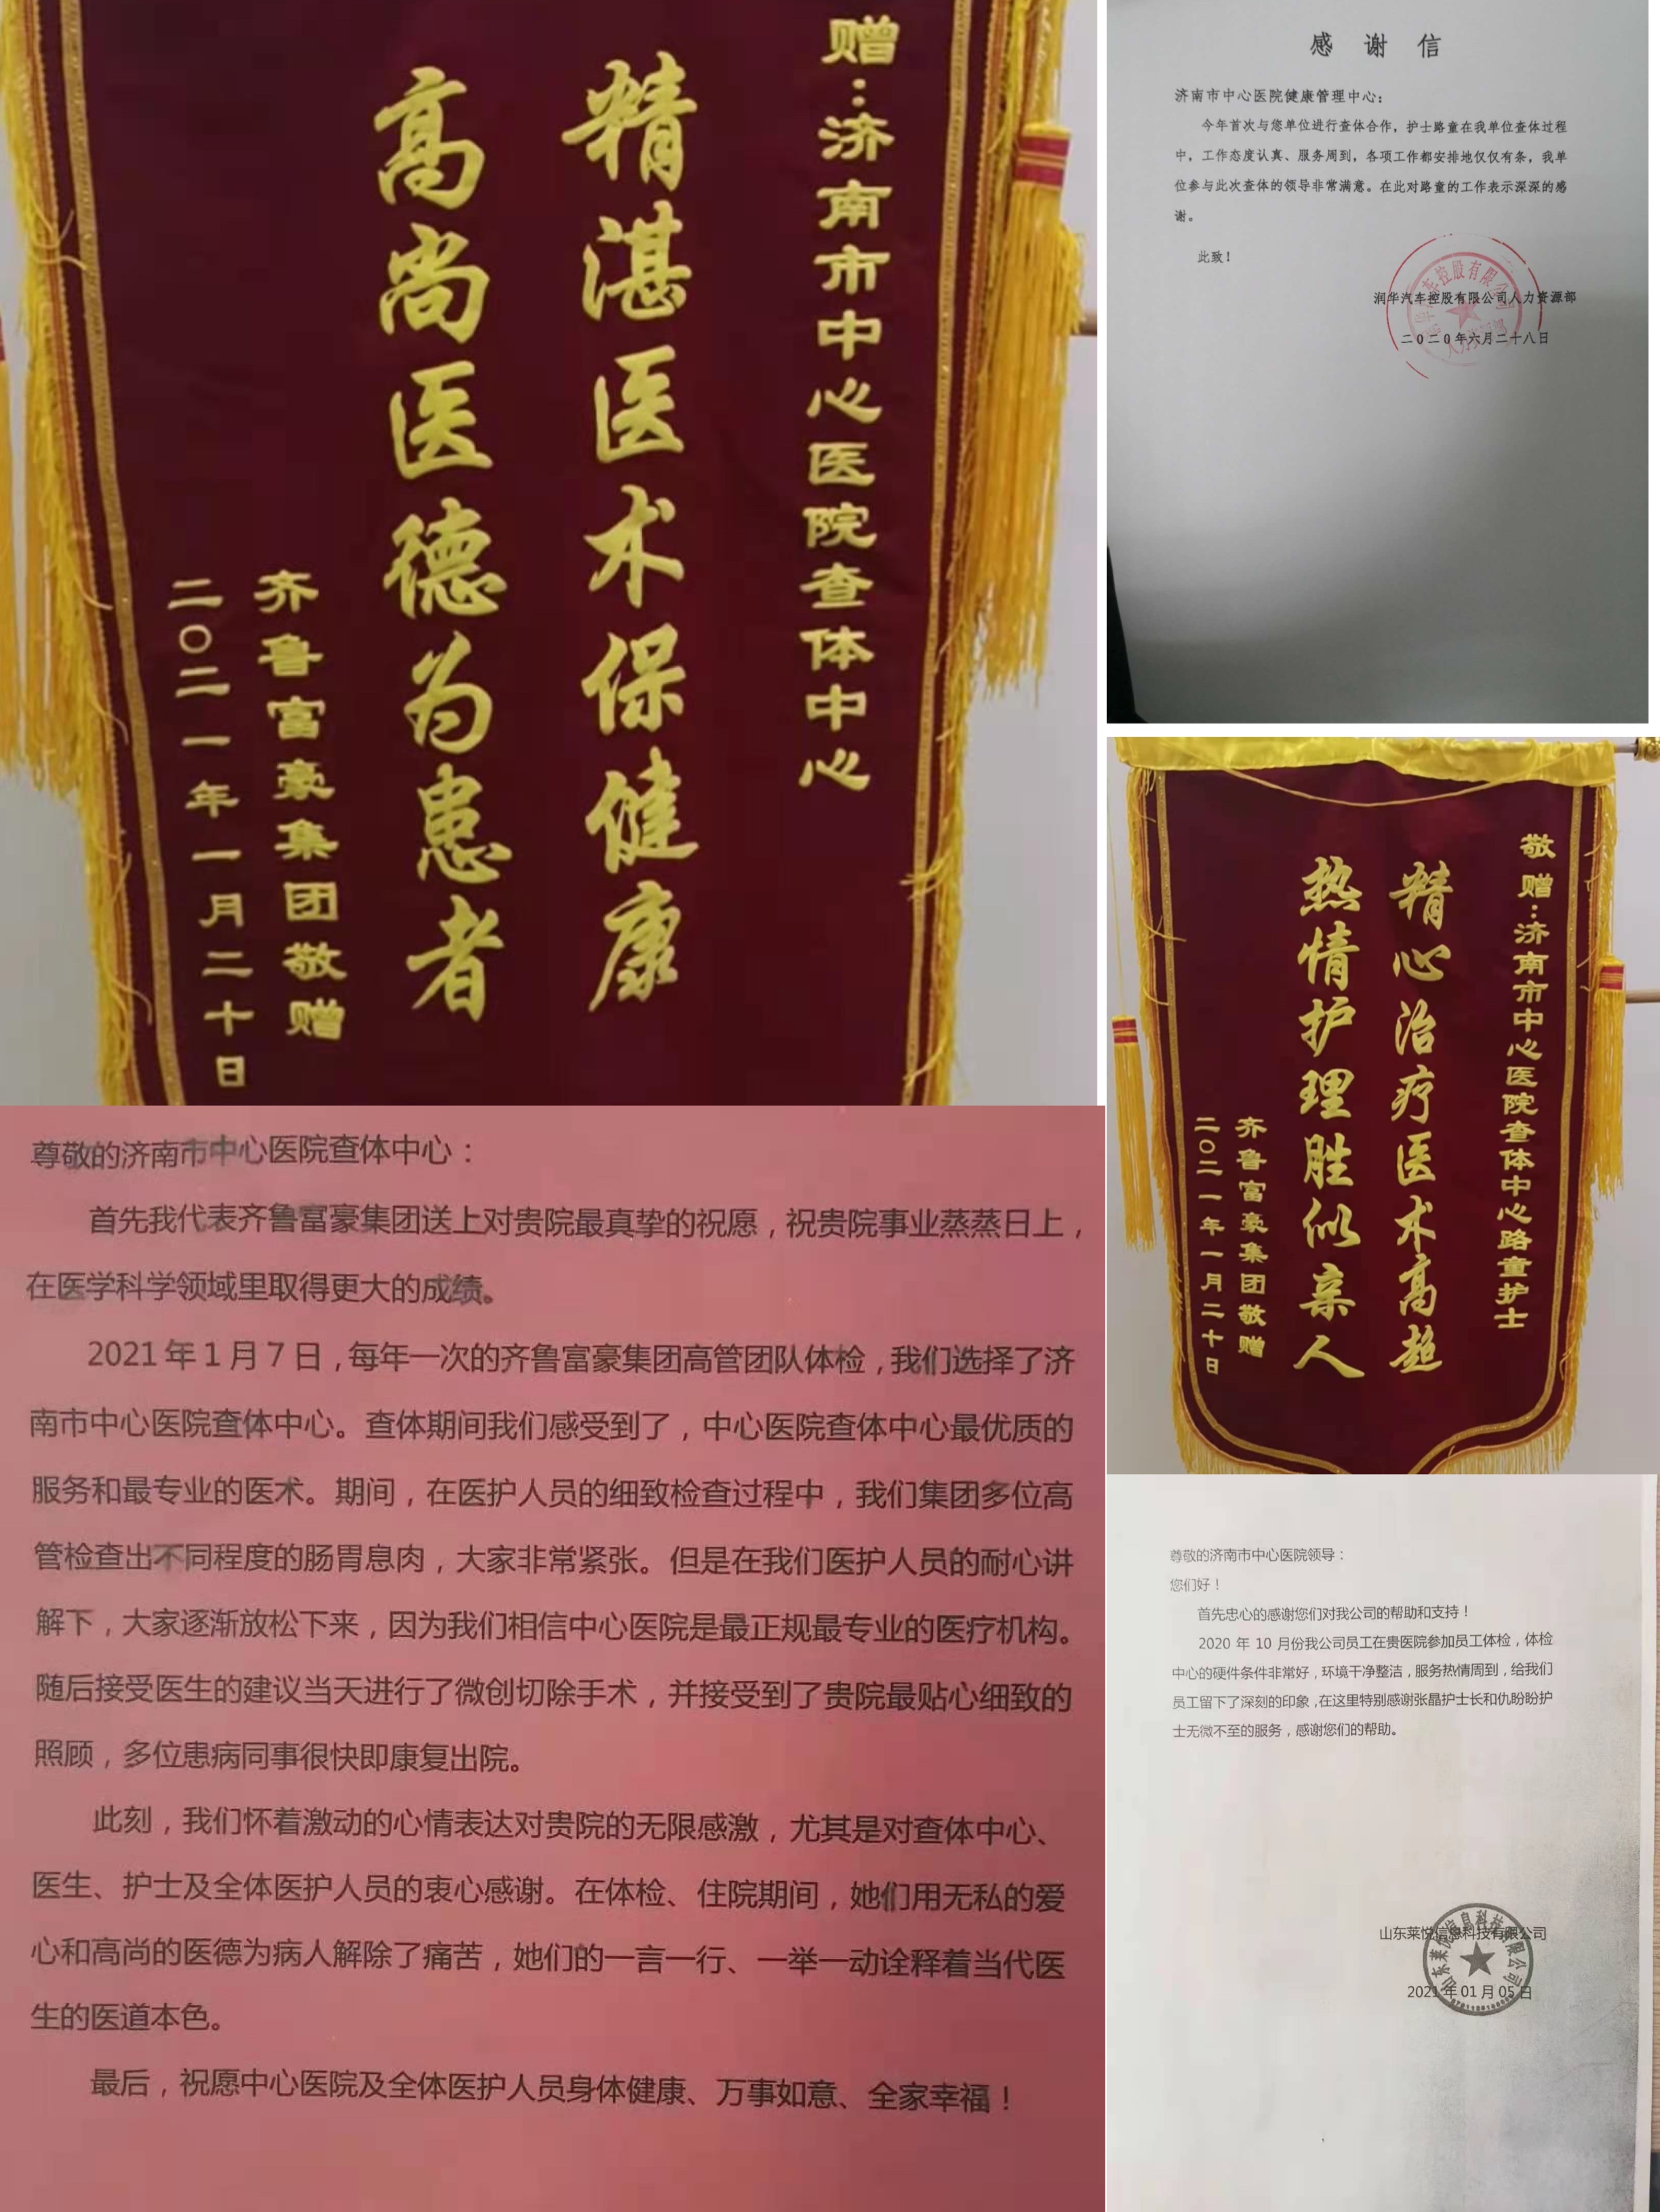 赠：济南市中心医院查体中心
精湛医术保健康
高尚医德为患者
齐鲁富豪集团敬赠
二〇二一年一月二十日
感谢信
济南市中心医院健康管理中心：
今年首次与您单位进行查体合作，护士路童在我单位查体过程
中，工作态度认真、服务周到，各项工作都安排地仅仅有条，我单
位参与此次查体的领导非常满意。在此对路童的工作表示深深的感
谢。
此致！
润华汽车控股有限公司人力资源部
二〇二〇年六月二十八日
敬赠：济南市中心医院查体中心路童护士
精心治疗医术高超
热情护理胜似亲人
齐鲁富豪集团敬赠
二〇二一年一月二十日
尊敬的济南市中心医院查体中心：
首先我代表齐鲁富豪集团送上对贵院最真挚的祝愿，祝贵院事业蒸蒸日上，
在医学科学领域里取得更大的成绩。
2021年1月7日，每年一次的齐鲁富豪集团高管团队体检，我们选择了济
南市中心医院查体中心。查体期间我们感受到了，中心医院查体中心最优质的
服务和最专业的医术。期间，在医护人员的细致检查过程中，我们集团多位高
管检查出不同程度的肠胃息肉，大家非常紧张。但是在我们医护人员的耐心讲
解下，大家逐渐放松下来，因为我们相信中心医院是最正规最专业的医疗机构。
随后接受医生的建议当天进行了微创切除手术，并接受到了贵院最贴心细致的
照顾，多位患病同事很快即康复出院。
此刻，我们怀着激动的心情表达对贵院的无限感激，尤其是对查体中心、
医生、护士及全体医护人员的衷心感谢。在体检、住院期间，她们用无私的爱
心和高尚的医德为病人解除了痛苦，她们的一言一行、一举一动诠释着当代医
生的医道本色。
最后，祝愿中心医院及全体医护人员身体健康、万事如意、全家幸福！
尊敬的济南市中心医院领导：
您们好！
首先忠心的感谢您们对我公司的帮助和支持！
2020年10月份我公司员工在贵医院参加员工体检，体检
中心的硬件条件非常好，环境干净整洁，服务热情周到，给我们
员工留下了深刻的印象，在这里特别感谢张晶护士长和仇盼盼护
士无微不至的服务，感谢您们的帮助。
山东莱悦信息科技有限公司
山东莱悦信息科技有限公司
2021年01月05日